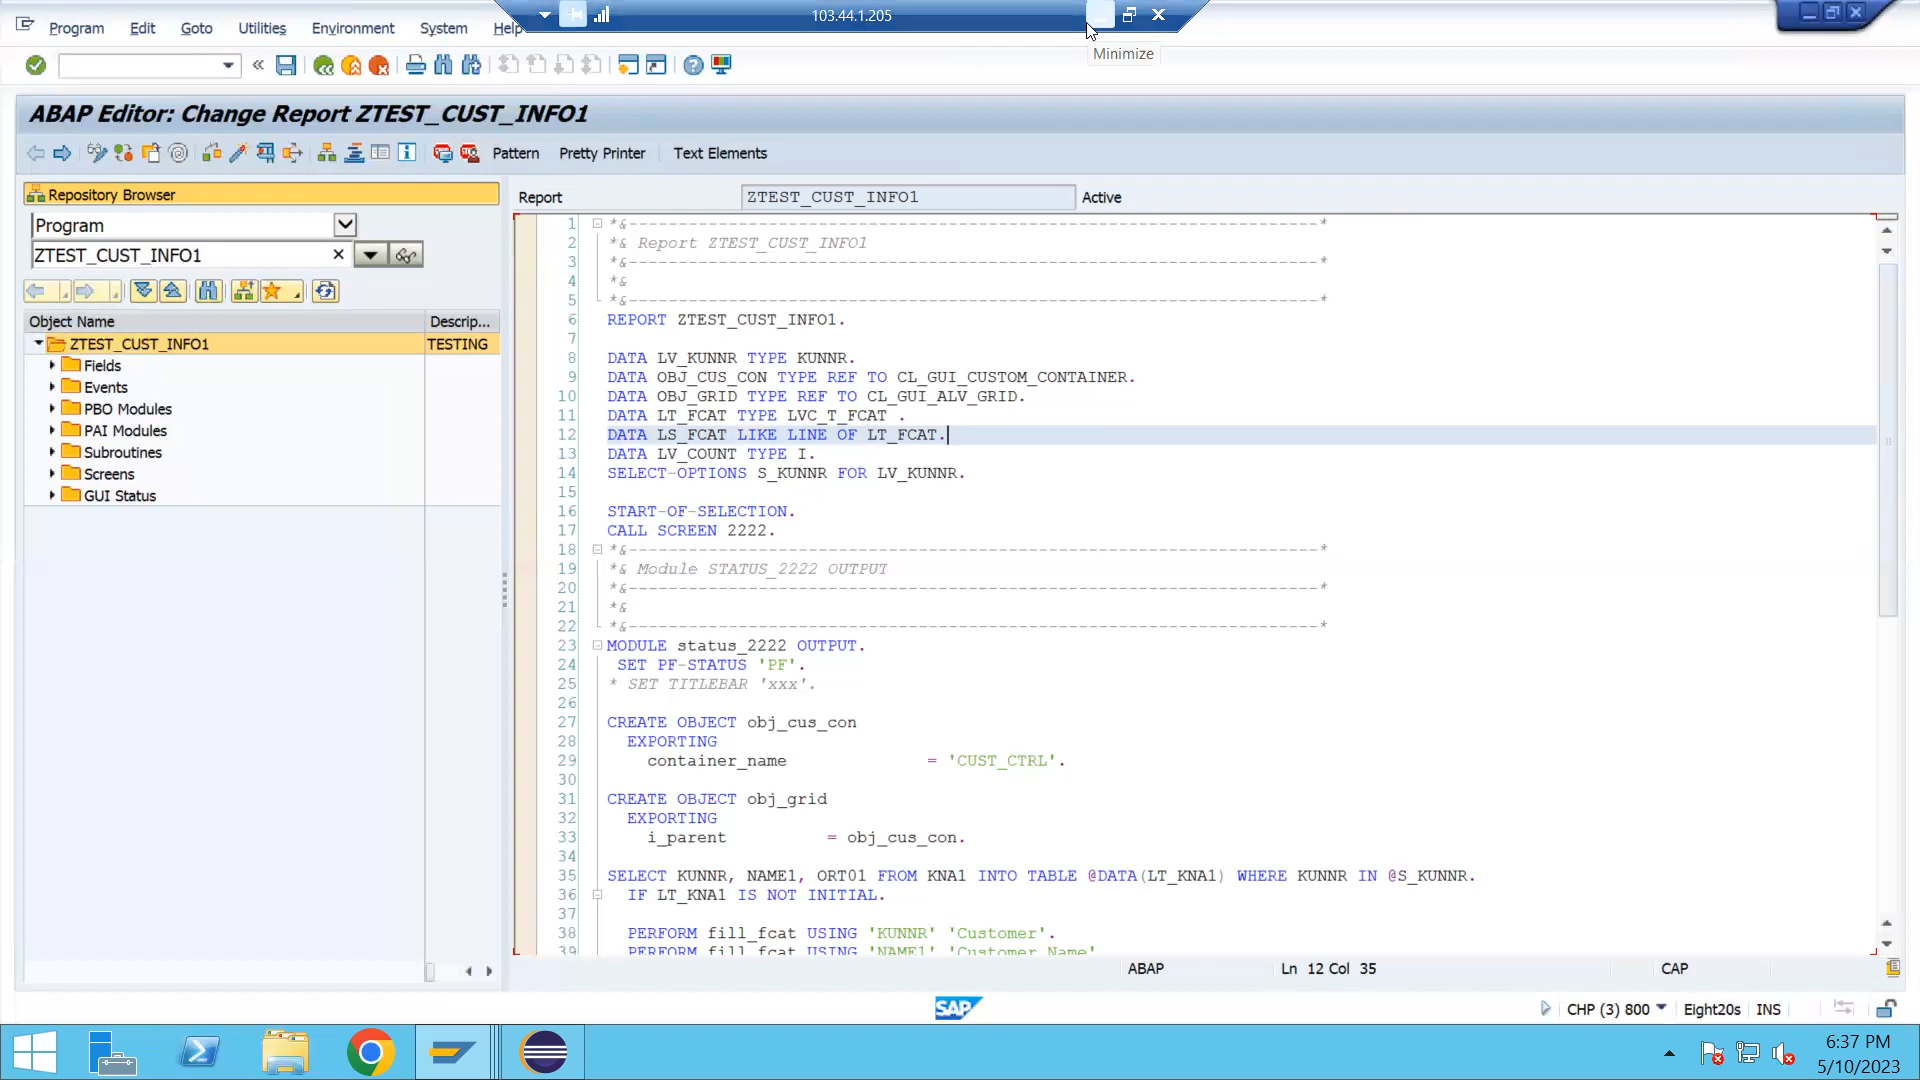 103.44.1.205
Program Edit Goto Utilities Environment System Help
Minimize
ABAP Editor: Change Report ZTEST_CUST_INFO1
Pattern Pretty Printer Text Elements
Repository Browser
Report ZTEST_CUST_INFO1 Active
Program
ZTEST_CUST_INFO1
Object Name Descrip...
ZTEST_CUST_INFO1 TESTING
Fields
Events
PBO Modules
PAI Modules
Subroutines
Screens
GUI Status
1 *&---------------------------------------------------------------------*
2 *& Report ZTEST_CUST_INFO1
3 *&---------------------------------------------------------------------*
4 *&
5 *&---------------------------------------------------------------------*
6 REPORT ZTEST_CUST_INFO1.
7
8 DATA LV_KUNNR TYPE KUNNR.
9 DATA OBJ_CUS_CON TYPE REF TO CL_GUI_CUSTOM_CONTAINER.
10 DATA OBJ_GRID TYPE REF TO CL_GUI_ALV_GRID.
11 DATA LT_FCAT TYPE LVC_T_FCAT .
12 DATA LS_FCAT LIKE LINE OF LT_FCAT.
13 DATA LV_COUNT TYPE I.
14 SELECT-OPTIONS S_KUNNR FOR LV_KUNNR.
15
16 START-OF-SELECTION.
17 CALL SCREEN 2222.
18 *&---------------------------------------------------------------------*
19 *& Module STATUS_2222 OUTPUT
20 *&---------------------------------------------------------------------*
21 *&
22 *&---------------------------------------------------------------------*
23 MODULE status_2222 OUTPUT.
24 SET PF-STATUS 'PF'.
25 * SET TITLEBAR 'xxx'.
26
27 CREATE OBJECT obj_cus_con
28 EXPORTING
29 container_name = 'CUST_CTRL'.
30
31 CREATE OBJECT obj_grid
32 EXPORTING
33 i_parent = obj_cus_con.
34
35 SELECT KUNNR, NAME1, ORT01 FROM KNA1 INTO TABLE @DATA(LT_KNA1) WHERE KUNNR IN @S_KUNNR.
36 IF LT_KNA1 IS NOT INITIAL.
37
38 PERFORM fill_fcat USING 'KUNNR' 'Customer'.
39 PERFORM fill_fcat USING 'NAME1' 'Customer Name'
ABAP Ln 12 Col 35 CAP
SAP CHP (3) 800 Eight20s INS
6:37 PM
5/10/2023